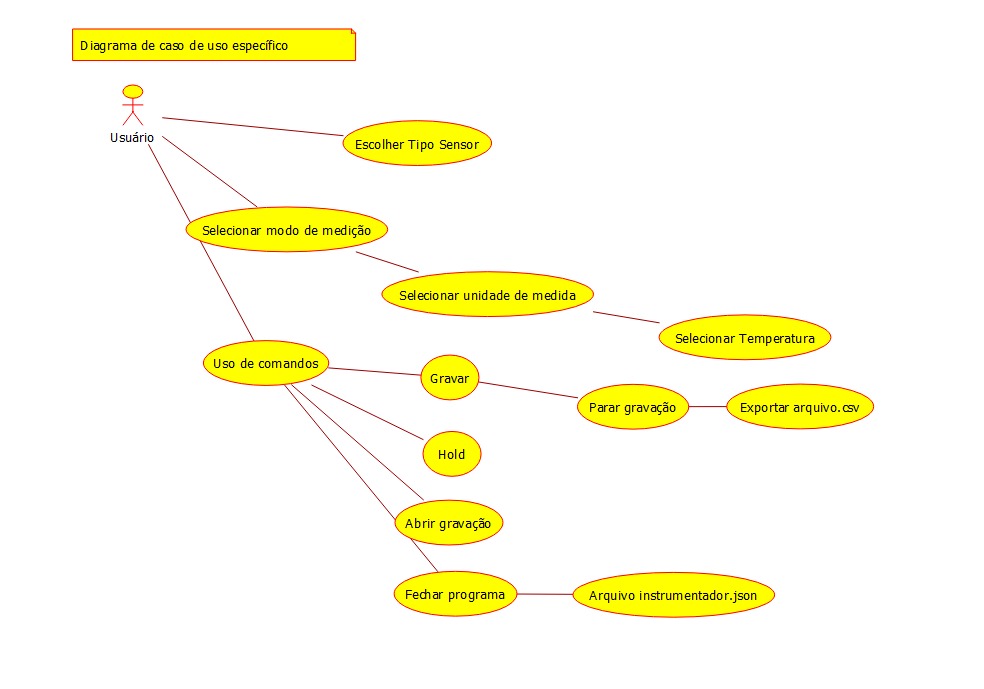 Diagrama de caso de uso específico
Usuário
Escolher Tipo Sensor
Selecionar modo de medição
Selecionar unidade de medida
Selecionar Temperatura
Uso de comandos
Gravar
Parar gravação
Exportar arquivo.csv
Hold
Abrir gravação
Fechar programa
Arquivo instrumentador.json